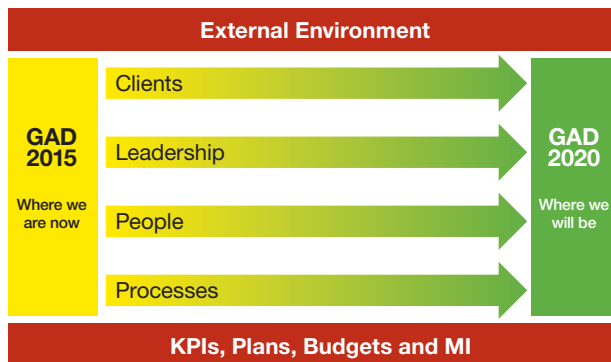 External Environment
GAD
2015
Where we
are now
Clients
Leadership
People
Processes
GAD
2020
Where we
will be
KPIs, Plans, Budgets and MI